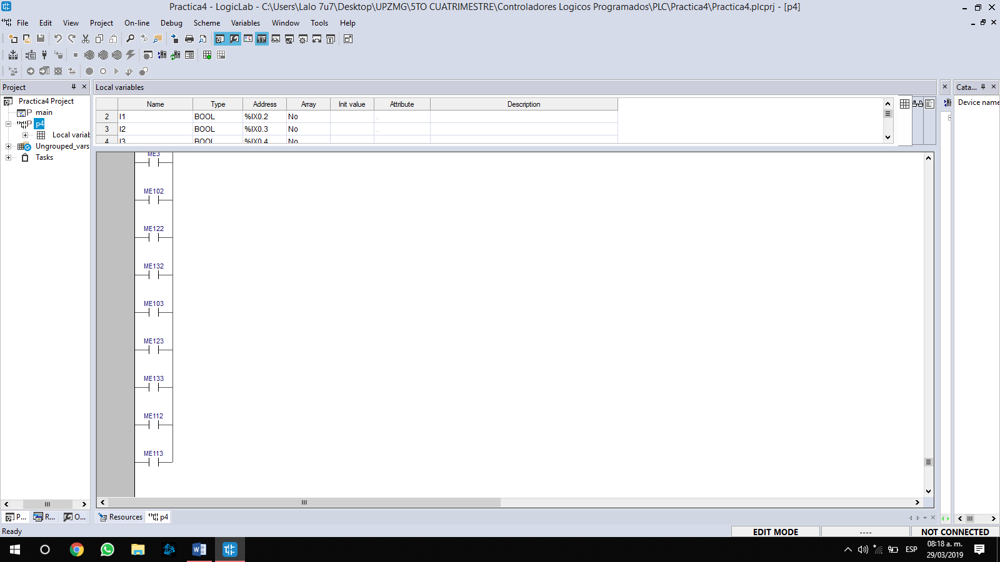 Practica4 - LogicLab - C:\Users\Lalo 7u7\Desktop\UPZMG\5TO CUATRIMESTRE\Controladores Logicos Programados\PLC\Practica4\Practica4.plcprj - [p4]
File Edit View Project On-line Debug Scheme Variables Window Tools Help
Project
Practica4 Project
main
p4
Local variab
Ungrouped_vars
Tasks
P... R... O...
Local variables
Name Type Address Array Init value Attribute Description
2 I1 BOOL %IX0.2 No ..
3 I2 BOOL %IX0.3 No ..
4 I3 BOOL %IX0.4 No
ME3
ME102
ME122
ME132
ME103
ME123
ME133
ME112
ME113
Resources p4
Cata...
Device name
Ready
EDIT MODE ---- NOT CONNECTED
ESP
08:18 a. m.
29/03/2019